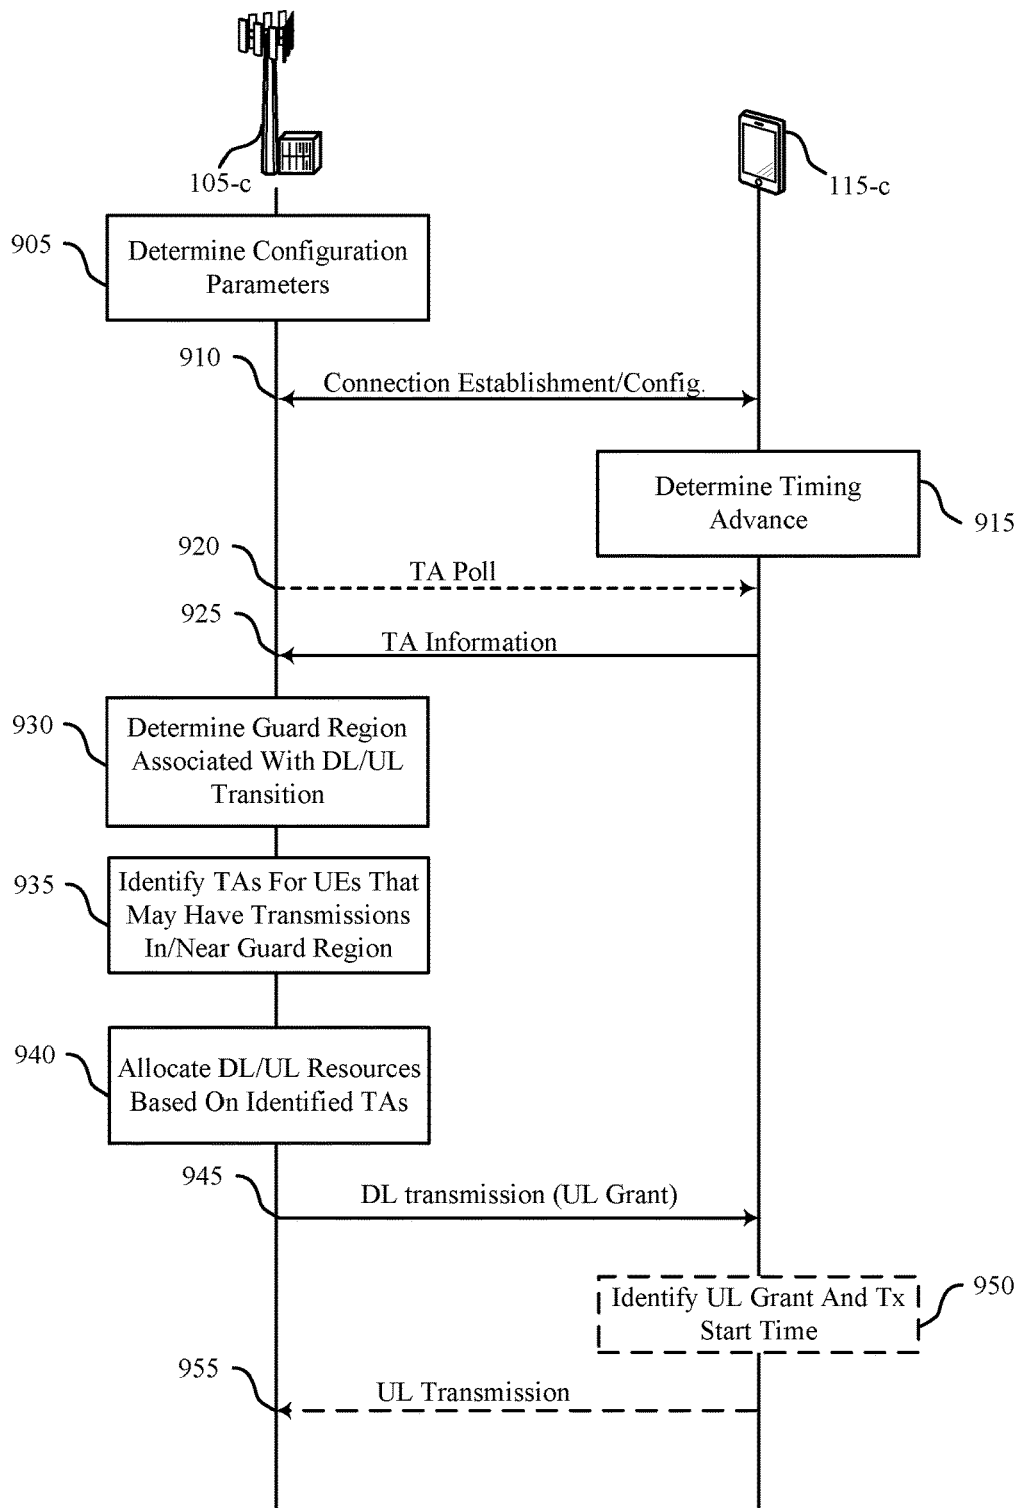 105-c
115-c
905
Determine Configuration
Parameters
910
Connection Establishment/Config.
Determine Timing
Advance
915
920
TA Poll
925
TA Information
930
Determine Guard Region
Associated With DL/UL
Transition
935
Identify TAs For UEs That
May Have Transmissions
In/Near Guard Region
940
Allocate DL/UL Resources
Based On Identified TAs
945
DL transmission (UL Grant)
Identify UL Grant And Tx
Start Time
950
955
UL Transmission